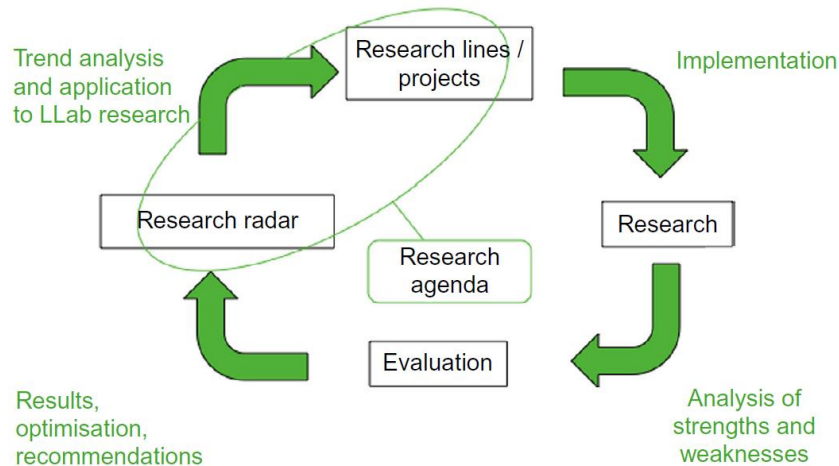 Trend analysis
and application
to LLab research
Research lines /
projects
Implementation
Research radar
Research
Research
agenda
Evaluation
Results,
optimisation,
recommendations
Analysis of
strengths and
weaknesses